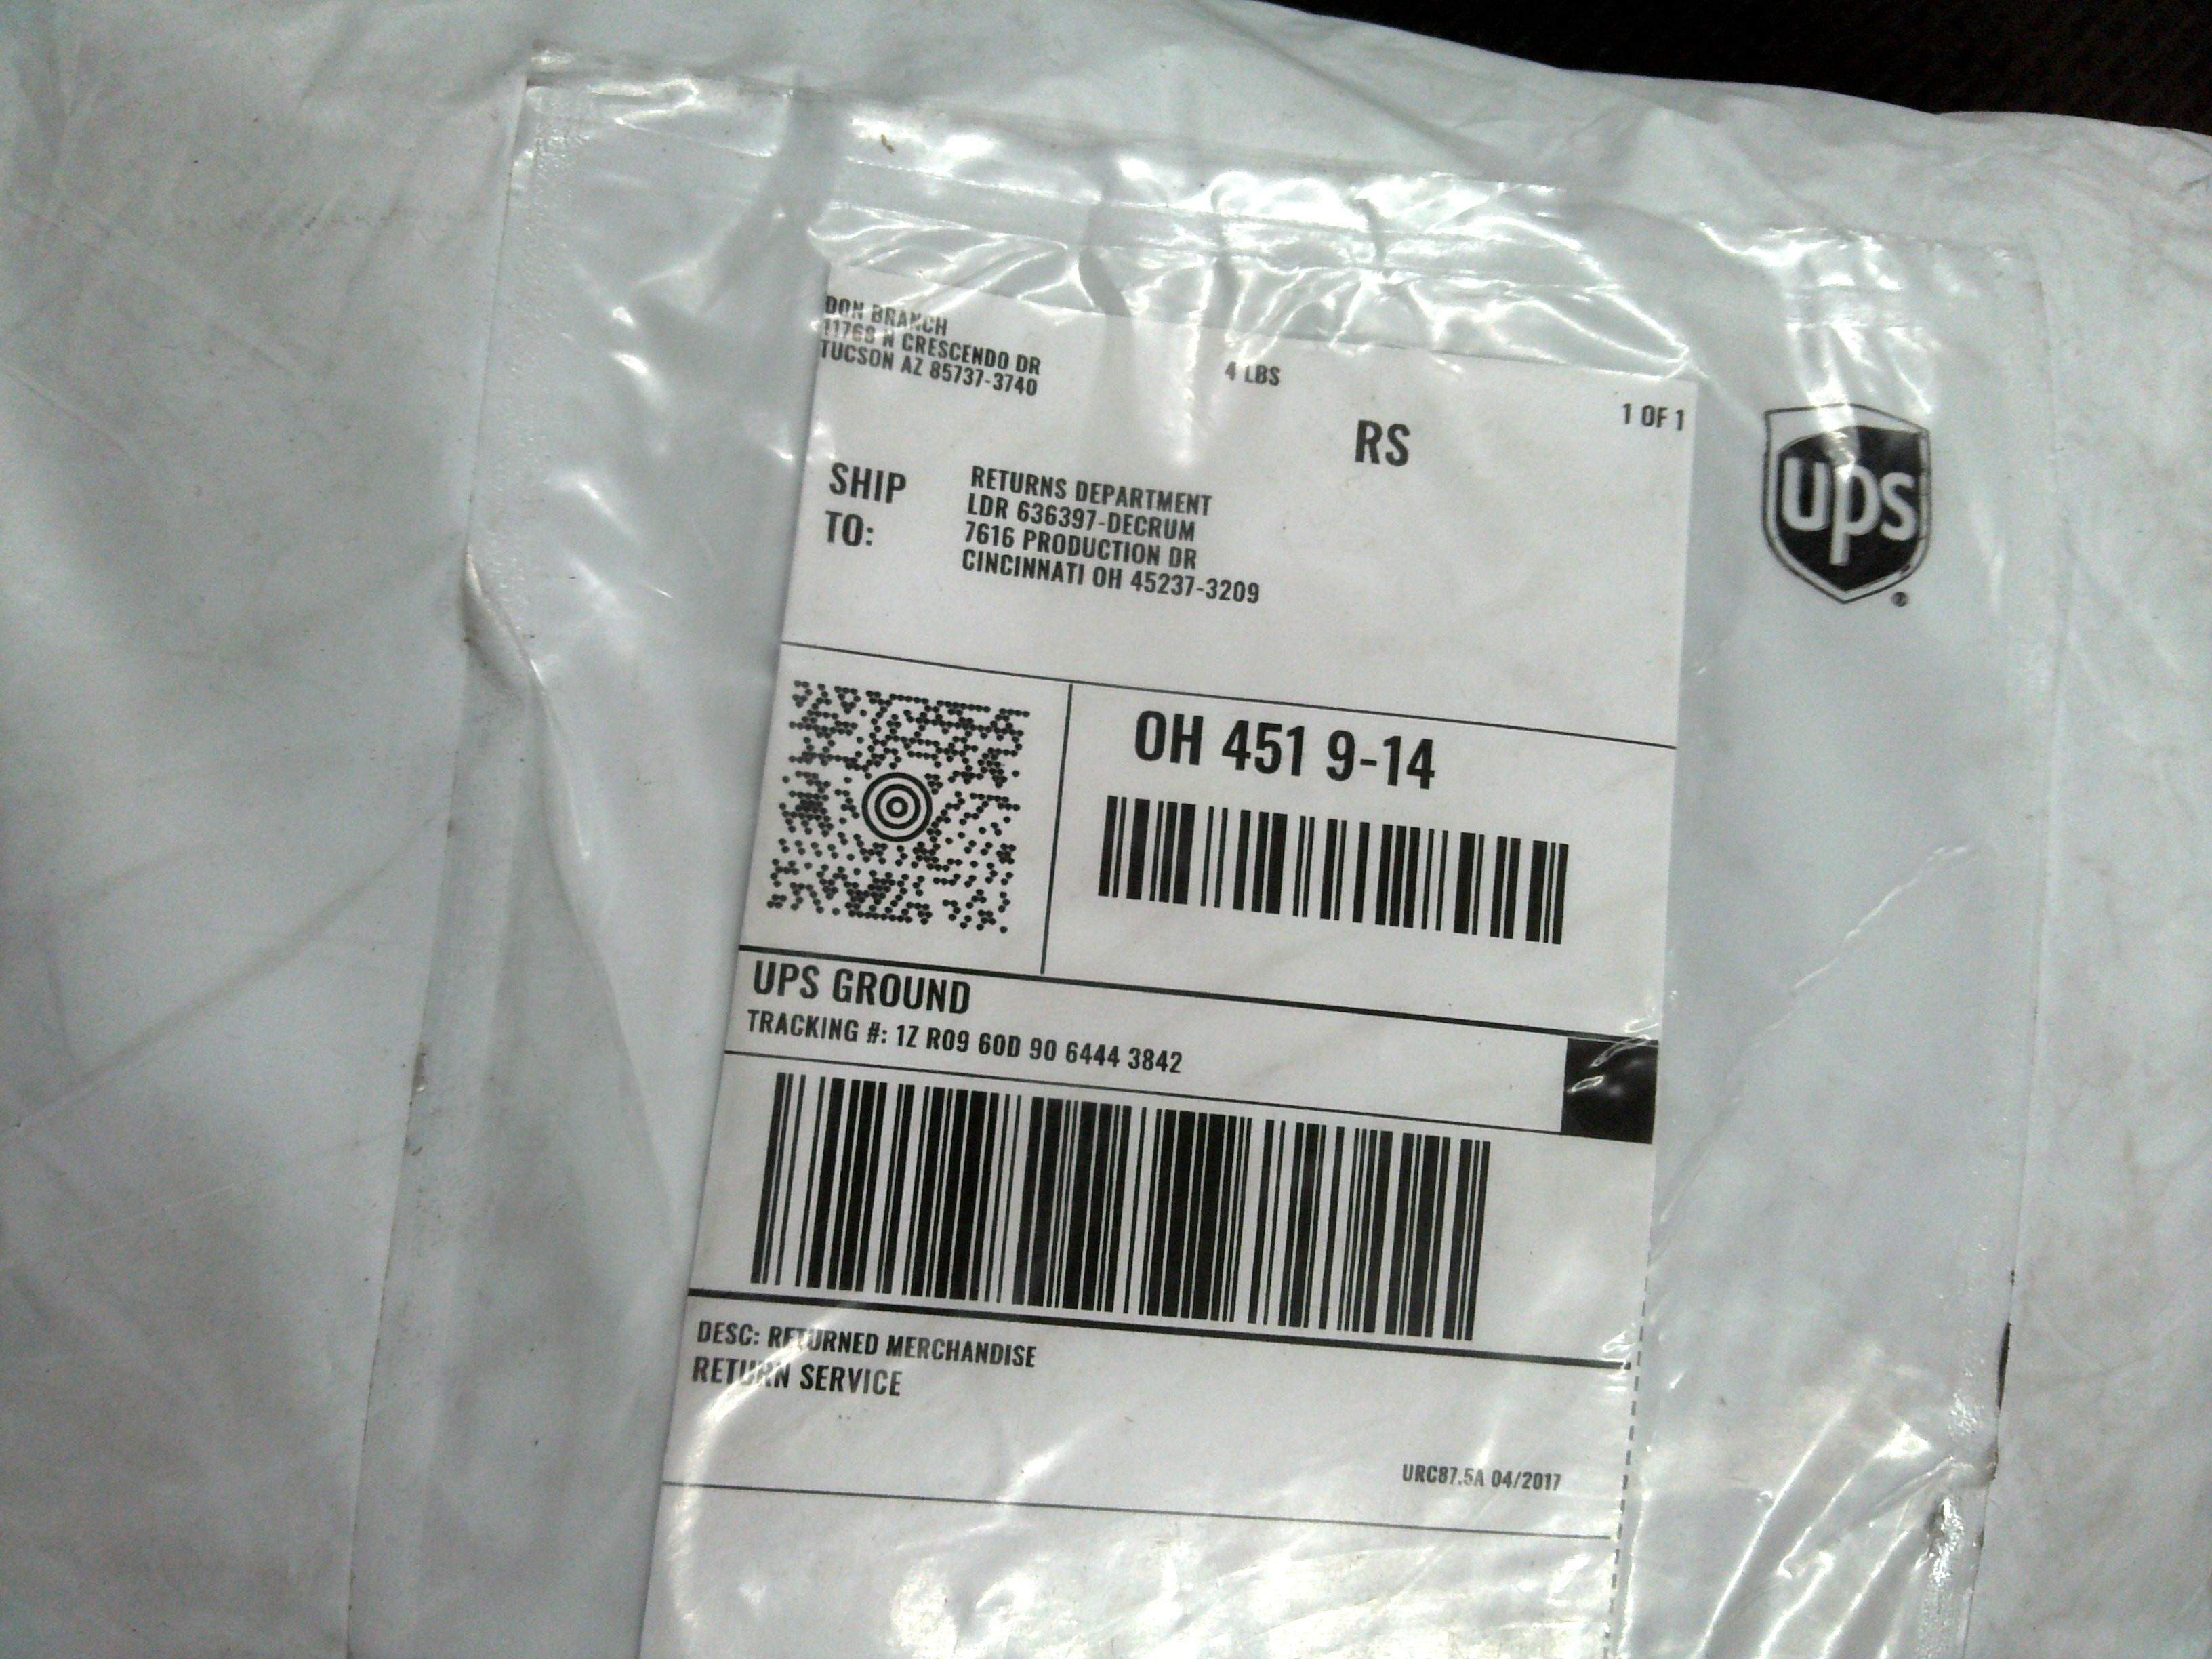 DON BRANCH
11768 N CRESCENDO DR
TUCSON AZ 85737-3740
4 LBS
1 OF 1
RS
SHIP
TO:
RETURNS DEPARTMENT
LDR 636397-DECRUM
7616 PRODUCTION DR
CINCINNATI OH 45237-3209
ups
OH 451 9-14
UPS GROUND
TRACKING #: 1Z R09 60D 90 6444 3842
DESC: RETURNED MERCHANDISE
RETURN SERVICE
URC87.5A 04/2017